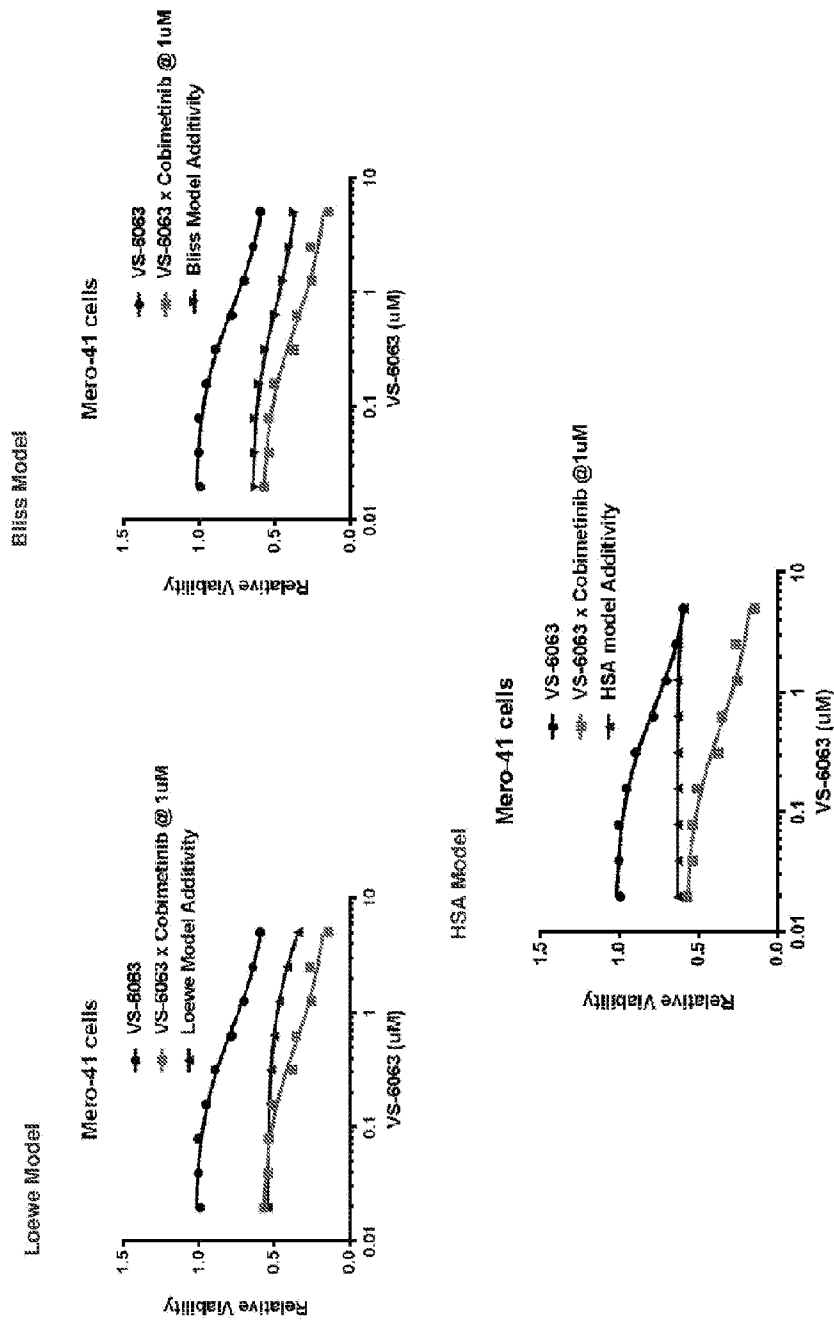 Loewe Model
Mero-41 cells
VS-6063
VS-6063 x Cobimetinib @ 1uM
Loewe Model Additivity
Relative Viability
1.5
1.0
0.5
0.0
0.01
0.1
1
10
VS-6063 (uM)
Bliss Model
Mero-41 cells
VS-6063
VS-6063 x Cobimetinib @ 1uM
Bliss Model Additivity
Relative Viability
1.5
1.0
0.5
0.0
0.01
0.1
1
10
VS-6063 (uM)
HSA Model
Mero-41 cells
VS-6063
VS-6063 x Cobimetinib @1uM
HSA model Additivity
Relative Viability
1.5
1.0
0.5
0.0
0.01
0.1
1
10
VS-6063 (uM)